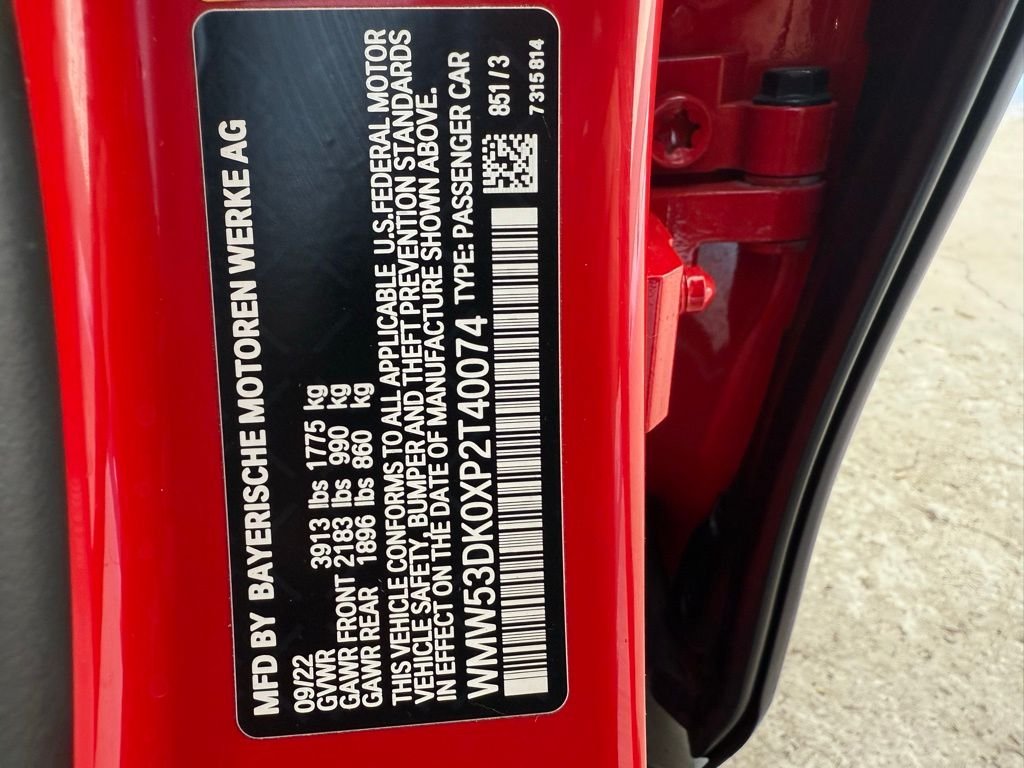 MFD BY BAYERISCHE MOTOREN WERKE AG
09/22
GVWR 3913 lbs 1775 kg
GAWR FRONT 2183 lbs 990 kg
GAWR REAR 1896 lbs 860 kg
THIS VEHICLE CONFORMS TO ALL APPLICABLE U.S.FEDERAL MOTOR
VEHICLE SAFETY, BUMPER AND THEFT PREVENTION STANDARDS
IN EFFECT ON THE DATE OF MANUFACTURE SHOWN ABOVE.
WMW53DK0XP2T40074 TYPE: PASSENGER CAR
851 / 3
7315814